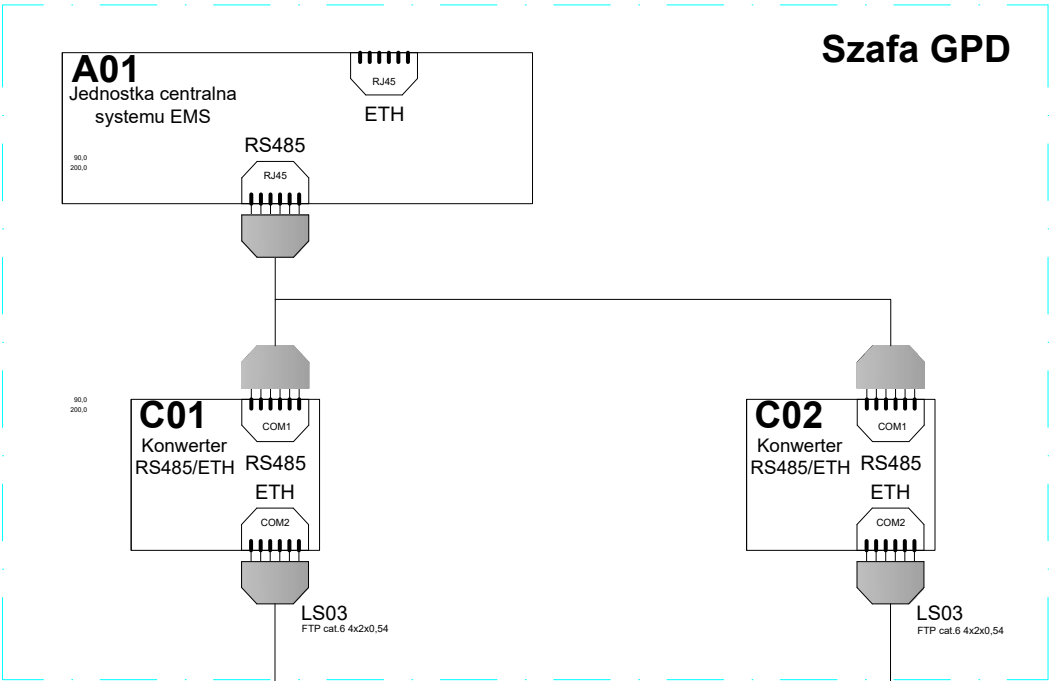 Szafa GPD
A01
Jednostka centralna
systemu EMS
RJ45
ETH
RS485
RJ45
90,0
200,0
90,0
200,0
C01
Konwerter
RS485/ETH
COM1
RS485
ETH
COM2
LS03
FTP cat.6 4x2x0,54
C02
Konwerter
RS485/ETH
COM1
RS485
ETH
COM2
LS03
FTP cat.6 4x2x0,54